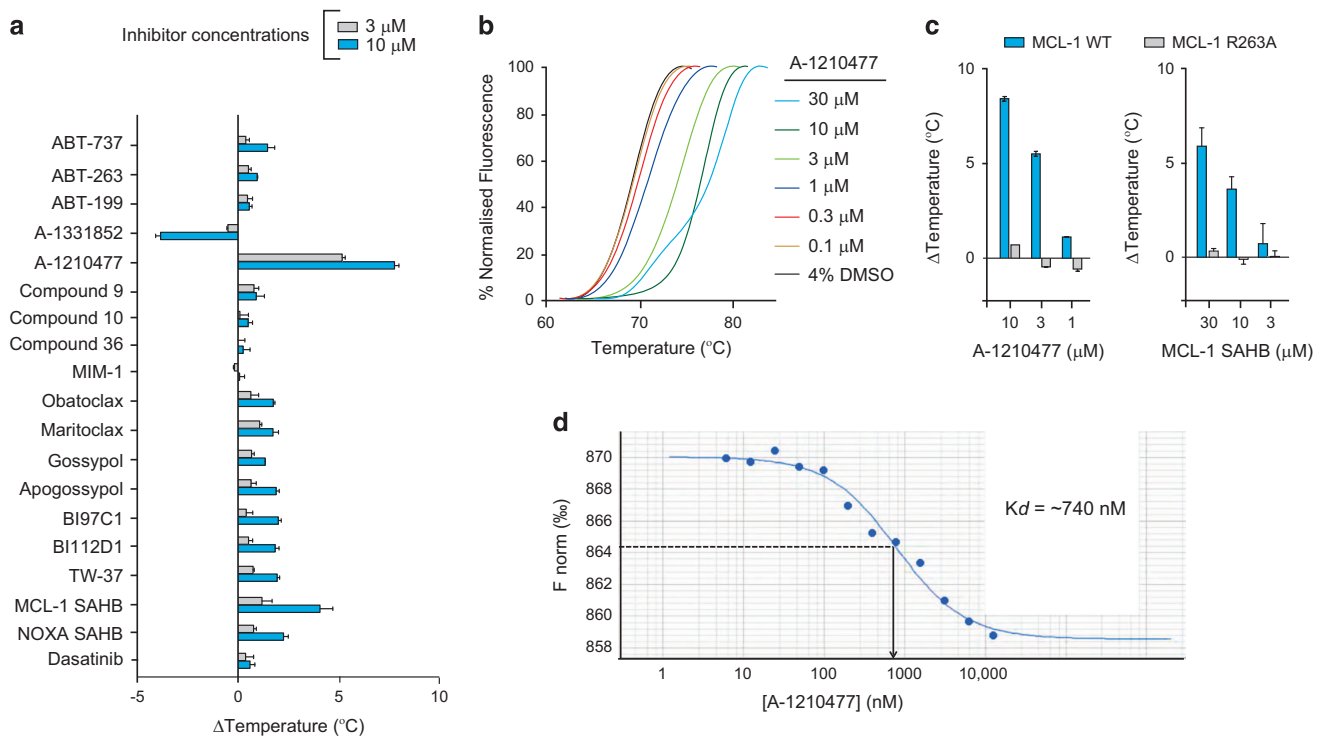 a
Inhibitor concentrations
3 µM
10 µM
ABT-737
ABT-263
ABT-199
A-1331852
A-1210477
Compound 9
Compound 10
Compound 36
MIM-1
Obatoclax
Maritoclax
Gossypol
Apogossypol
BI97C1
BI112D1
TW-37
MCL-1 SAHB
NOXA SAHB
Dasatinib
-5 0 5 10
ΔTemperature (°C)
b
% Normalised Fluorescence
100
80
60
40
20
0
60 70 80
Temperature (°C)
A-1210477
30 µM
10 µM
3 µM
1 µM
0.3 µM
0.1 µM
4% DMSO
c
MCL-1 WT MCL-1 R263A
ΔTemperature (°C)
10
5
0
10 3 1
A-1210477 (µM)
ΔTemperature (°C)
10
5
0
30 10 3
MCL-1 SAHB (µM)
d
F norm (‰)
870
868
866
864
862
860
858
1 10 100 1000 10,000
[A-1210477] (nM)
Kd = ~740 nM